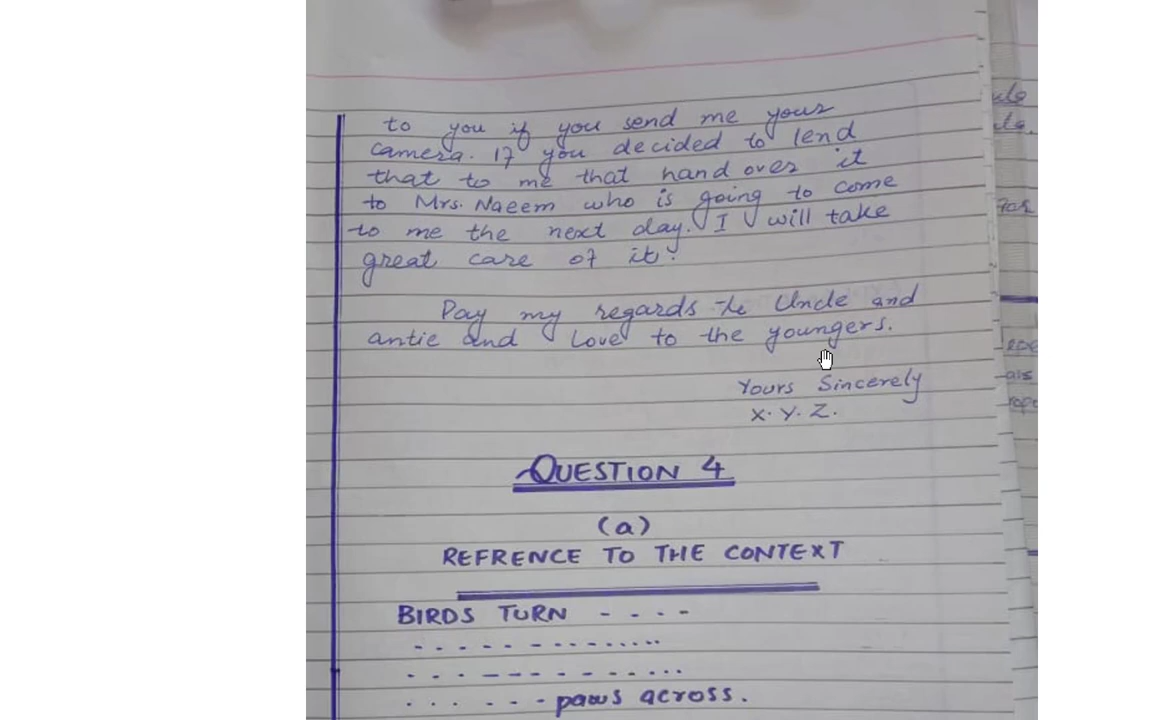 to you if you send me your
camera. If you decided to lend
that to me that hand over it
to Mrs. Naeem who is going to come
to me the next day. I will take
great care of it.
Pay my regards to Uncle and
antie and Love to the youngers.
Yours Sincerely
X. Y. Z.
QUESTION 4
(a)
REFRENCE TO THE CONTEXT
BIRDS TURN - - - -
- - - - - - - - - - - - -
- - - - - - - - - - - - -
- - - - - - paws across.